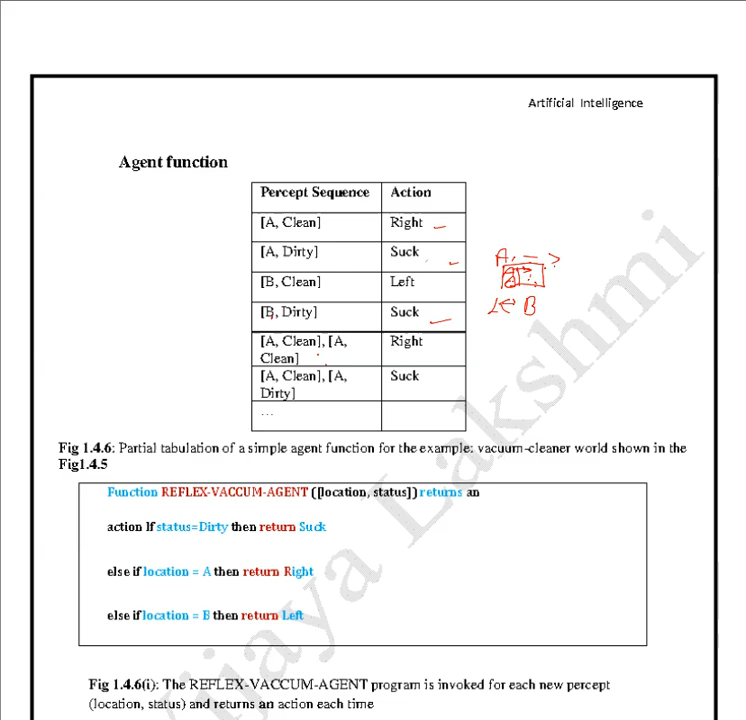 Artificial Intelligence
Agent function
Percept Sequence Action
[A, Clean] Right
[A, Dirty] Suck
[B, Clean] Left
[B, Dirty] Suck
[A, Clean], [A, Right
Clean]
[A, Clean], [A, Suck
Dirty]
...
A, — >
L ← B
Fig 1.4.6: Partial tabulation of a simple agent function for the example: vacuum-cleaner world shown in the
Fig1.4.5
Function REFLEX-VACCUM-AGENT ([location, status]) returns an
action If status=Dirty then return Suck
else if location = A then return Right
else if location = B then return Left
Fig 1.4.6(i): The REFLEX-VACCUM-AGENT program is invoked for each new percept
(location, status) and returns an action each time
Vijaya Lakshmi